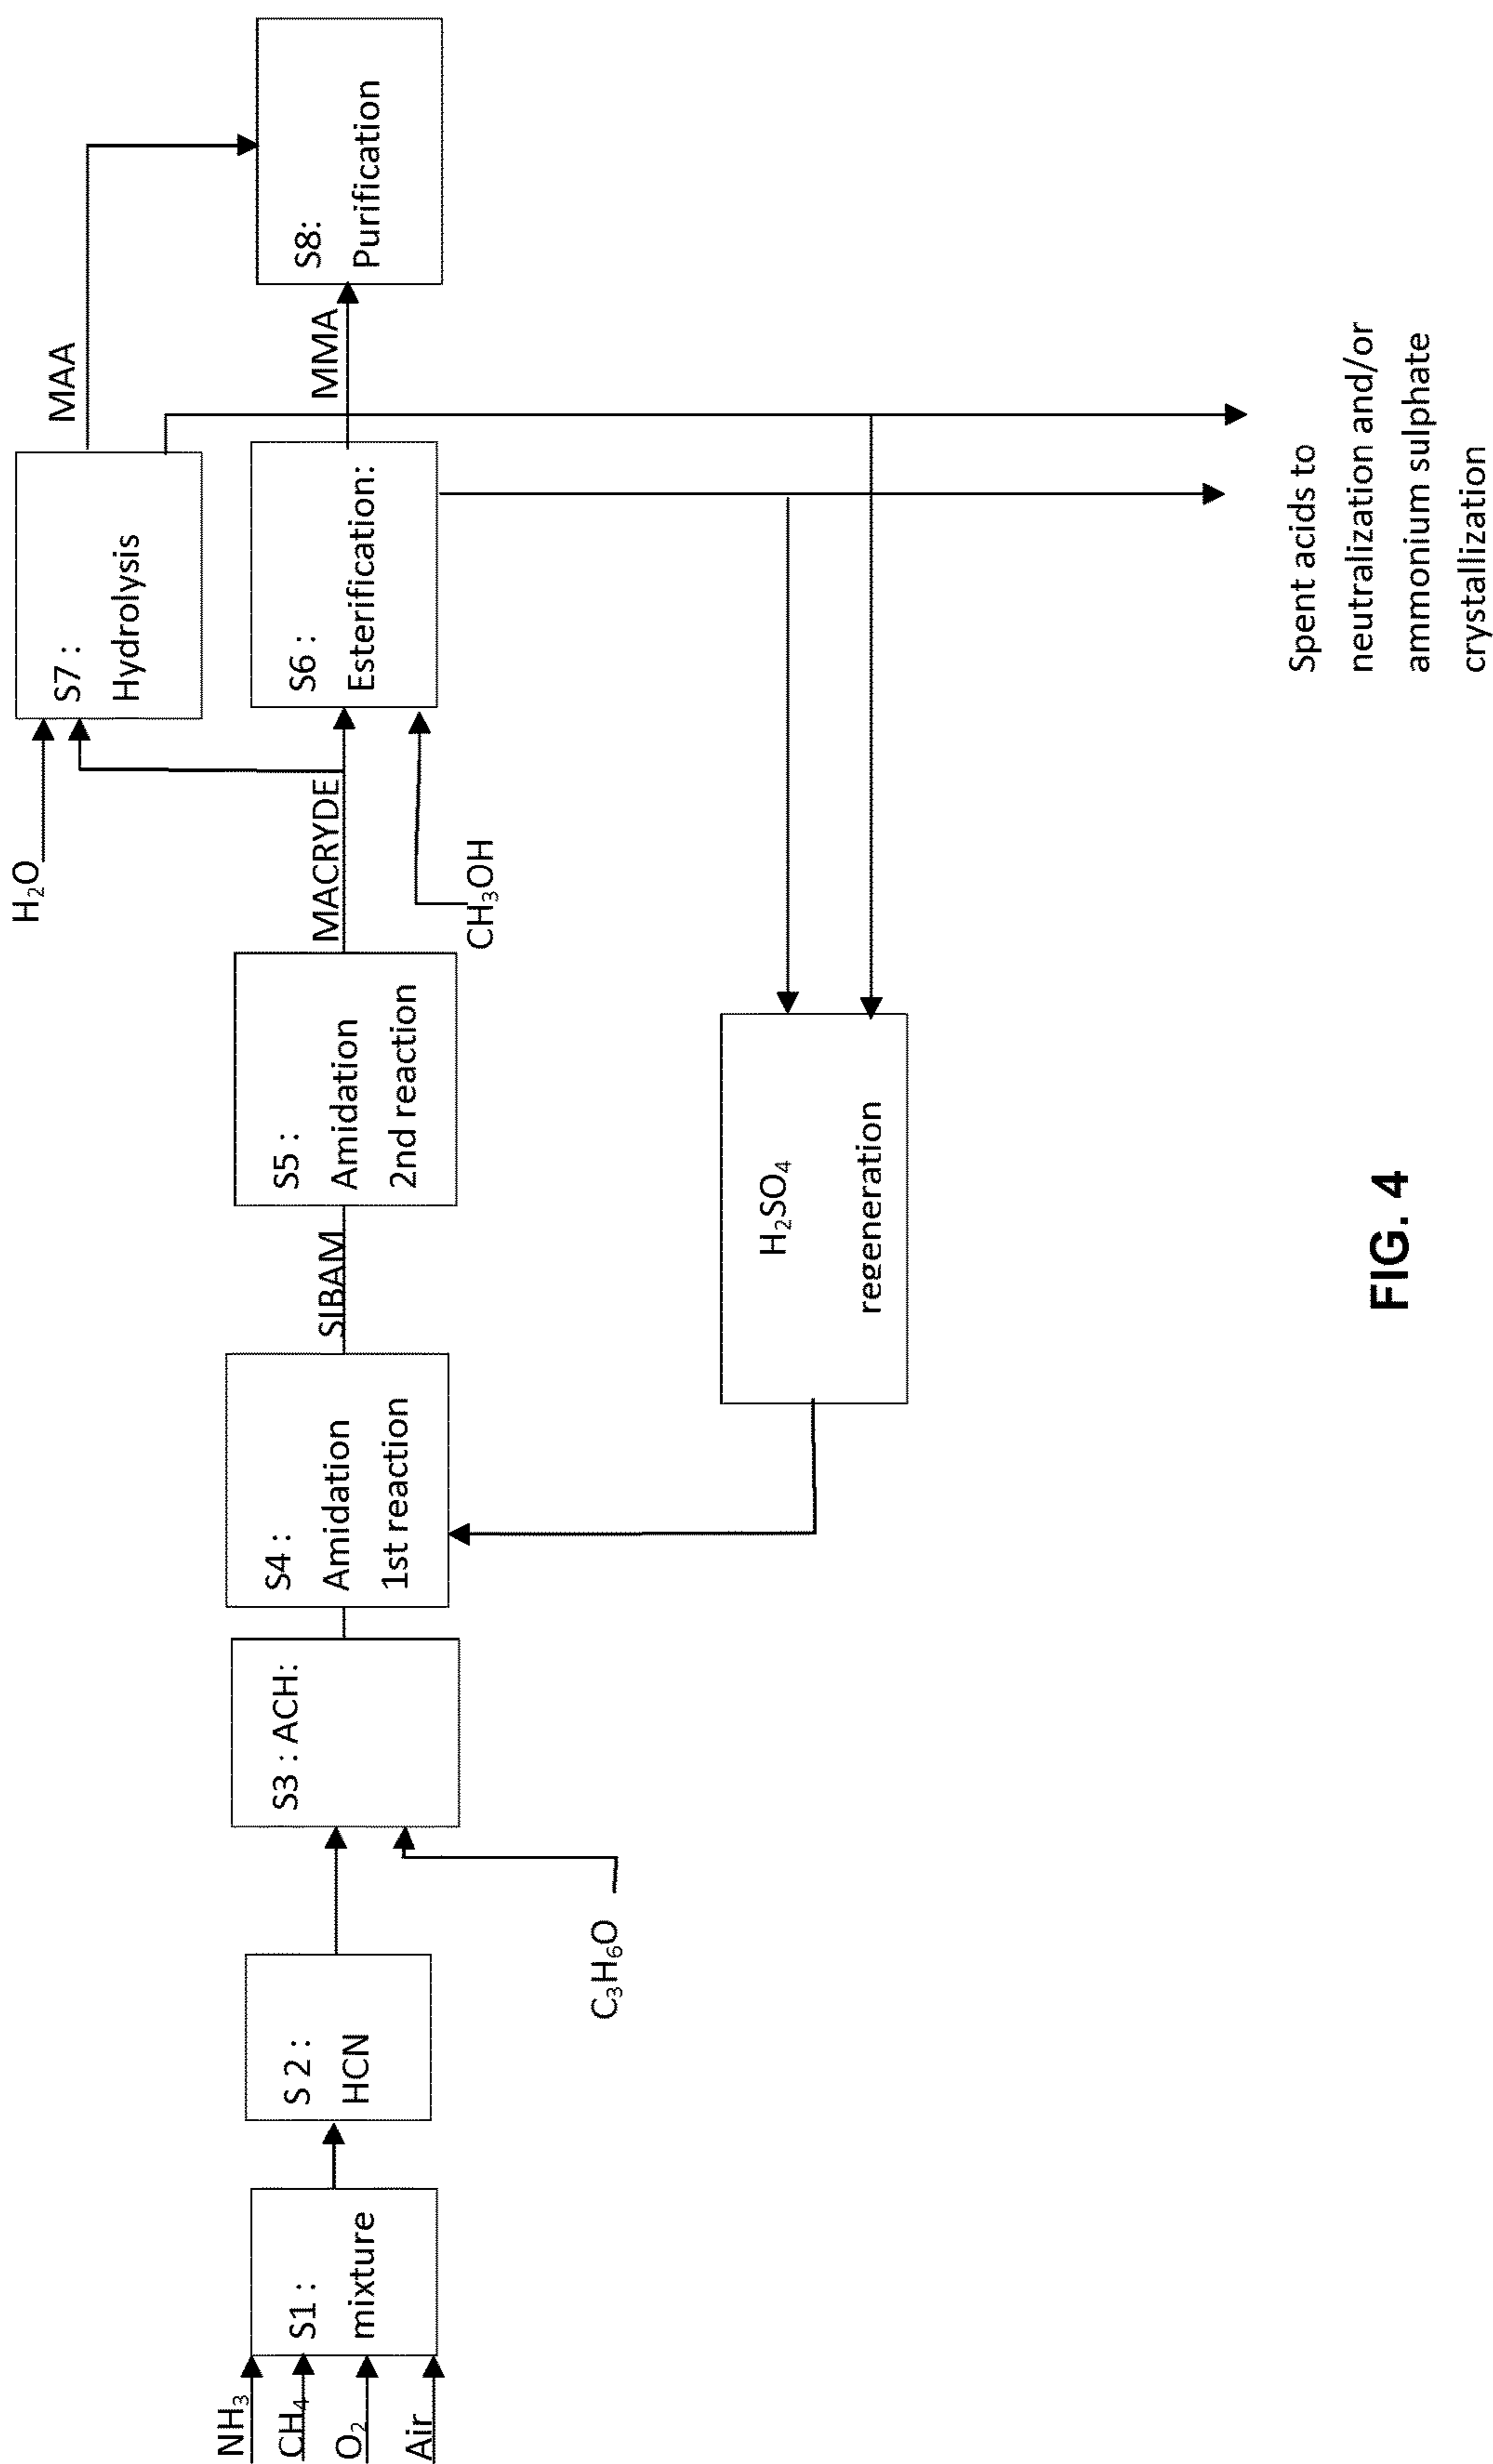 NH₃
CH₄
O₂
Air
S1 :
mixture
S 2 :
HCN
C₃H₆O
S3 : ACH:
S4 :
Amidation
1st reaction
SIBAM
S5 :
Amidation
2nd reaction
MACRYDE
H₂O
CH₃OH
S7 :
Hydrolysis
S6 :
Esterification:
MAA
MMA
S8:
Purification
H₂SO₄
regeneration
Spent acids to
neutralization and/or
ammonium sulphate
crystallization
FIG. 4